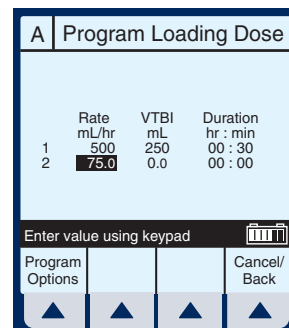 A Program Loading Dose
Rate VTBI Duration
mL/hr mL hr : min
1 500 250 00 : 30
2 75.0 0.0 00 : 00
Enter value using keypad
Program Options Cancel/ Back